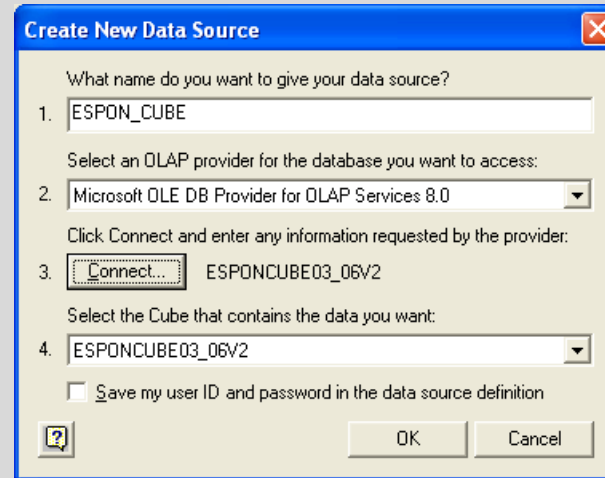 Create New Data Source
What name do you want to give your data source?
1. ESPON_CUBE
Select an OLAP provider for the database you want to access:
2. Microsoft OLE DB Provider for OLAP Services 8.0
Click Connect and enter any information requested by the provider:
3. Connect... ESPONCUBE03_06V2
Select the Cube that contains the data you want:
4. ESPONCUBE03_06V2
Save my user ID and password in the data source definition
? OK Cancel